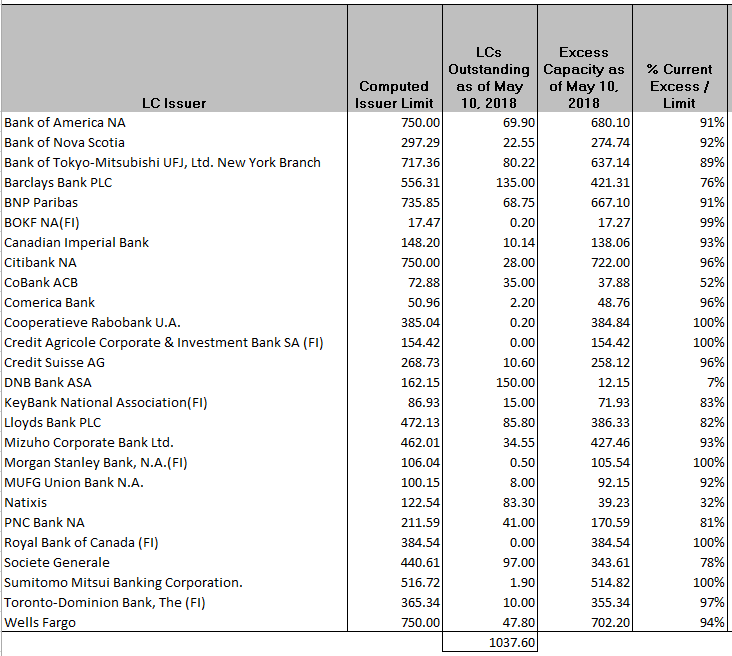 LC Issuer Computed Issuer Limit LCs Outstanding as of May 10, 2018 Excess Capacity as of May 10, 2018 % Current Excess / Limit
Bank of America NA 750.00 69.90 680.10 91%
Bank of Nova Scotia 297.29 22.55 274.74 92%
Bank of Tokyo-Mitsubishi UFJ, Ltd. New York Branch 717.36 80.22 637.14 89%
Barclays Bank PLC 556.31 135.00 421.31 76%
BNP Paribas 735.85 68.75 667.10 91%
BOKF NA(FI) 17.47 0.20 17.27 99%
Canadian Imperial Bank 148.20 10.14 138.06 93%
Citibank NA 750.00 28.00 722.00 96%
CoBank ACB 72.88 35.00 37.88 52%
Comerica Bank 50.96 2.20 48.76 96%
Cooperatieve Rabobank U.A. 385.04 0.20 384.84 100%
Credit Agricole Corporate & Investment Bank SA (FI) 154.42 0.00 154.42 100%
Credit Suisse AG 268.73 10.60 258.12 96%
DNB Bank ASA 162.15 150.00 12.15 7%
KeyBank National Association(FI) 86.93 15.00 71.93 83%
Lloyds Bank PLC 472.13 85.80 386.33 82%
Mizuho Corporate Bank Ltd. 462.01 34.55 427.46 93%
Morgan Stanley Bank, N.A.(FI) 106.04 0.50 105.54 100%
MUFG Union Bank N.A. 100.15 8.00 92.15 92%
Natixis 122.54 83.30 39.23 32%
PNC Bank NA 211.59 41.00 170.59 81%
Royal Bank of Canada (FI) 384.54 0.00 384.54 100%
Societe Generale 440.61 97.00 343.61 78%
Sumitomo Mitsui Banking Corporation. 516.72 1.90 514.82 100%
Toronto-Dominion Bank, The (FI) 365.34 10.00 355.34 97%
Wells Fargo 750.00 47.80 702.20 94%
1037.60